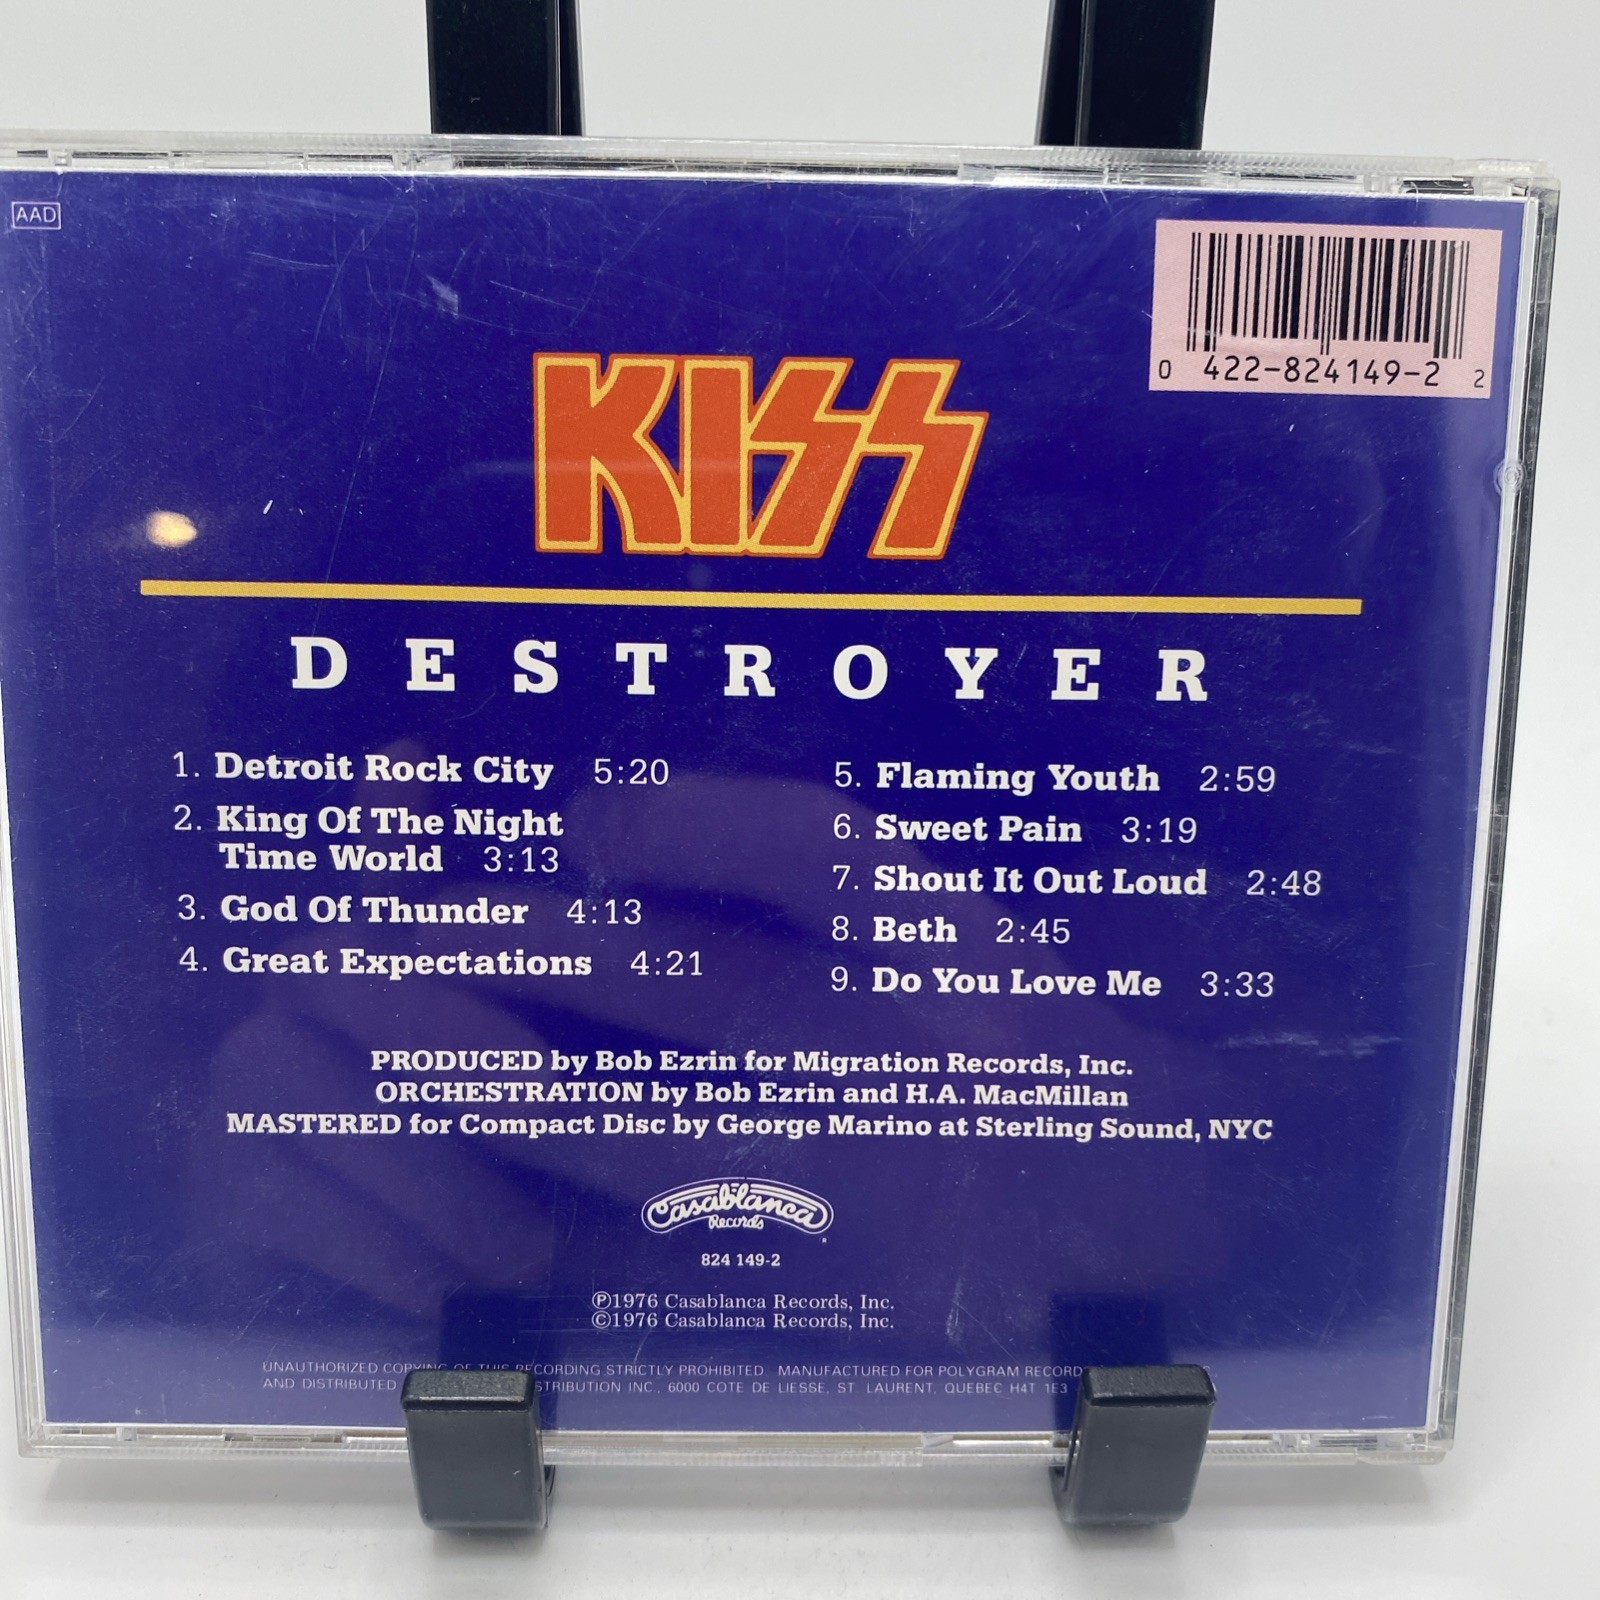 AAD
0 422-824149-2 2
KISS
DESTROYER
1. Detroit Rock City 5:20
2. King Of The Night
Time World 3:13
3. God Of Thunder 4:13
4. Great Expectations 4:21
5. Flaming Youth 2:59
6. Sweet Pain 3:19
7. Shout It Out Loud 2:48
8. Beth 2:45
9. Do You Love Me 3:33
PRODUCED by Bob Ezrin for Migration Records, Inc.
ORCHESTRATION by Bob Ezrin and H.A. MacMillan
MASTERED for Compact Disc by George Marino at Sterling Sound, NYC
Casablanca
Records
824 149-2
℗1976 Casablanca Records, Inc.
©1976 Casablanca Records, Inc.
UNAUTHORIZED COPYING OF THIS RECORDING STRICTLY PROHIBITED. MANUFACTURED FOR POLYGRAM
AND DISTRIBUTED INC., 6000 COTE DE LIESSE, ST. LAURENT, QUEBEC H4T 1E3